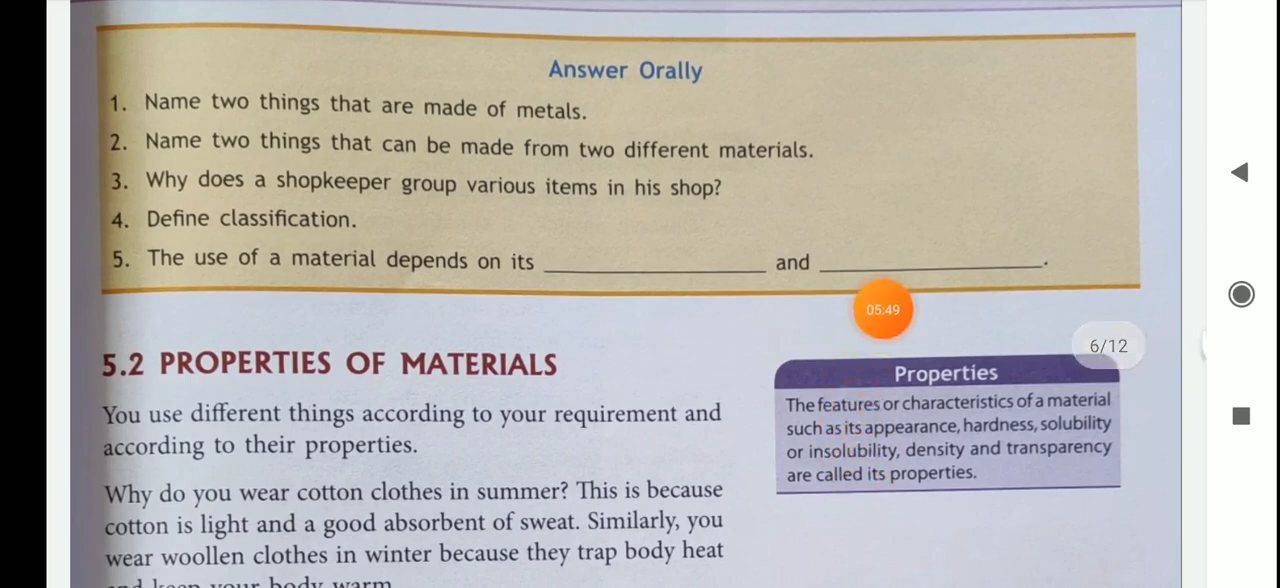 Answer Orally
1. Name two things that are made of metals.
2. Name two things that can be made from two different materials.
3. Why does a shopkeeper group various items in his shop?
4. Define classification.
5. The use of a material depends on its ____________ and ____________.
05:49
6/12
5.2 PROPERTIES OF MATERIALS
You use different things according to your requirement and
according to their properties.
Why do you wear cotton clothes in summer? This is because
cotton is light and a good absorbent of sweat. Similarly, you
wear woollen clothes in winter because they trap body heat
and keep your body warm
Properties
The features or characteristics of a material
such as its appearance, hardness, solubility
or insolubility, density and transparency
are called its properties.